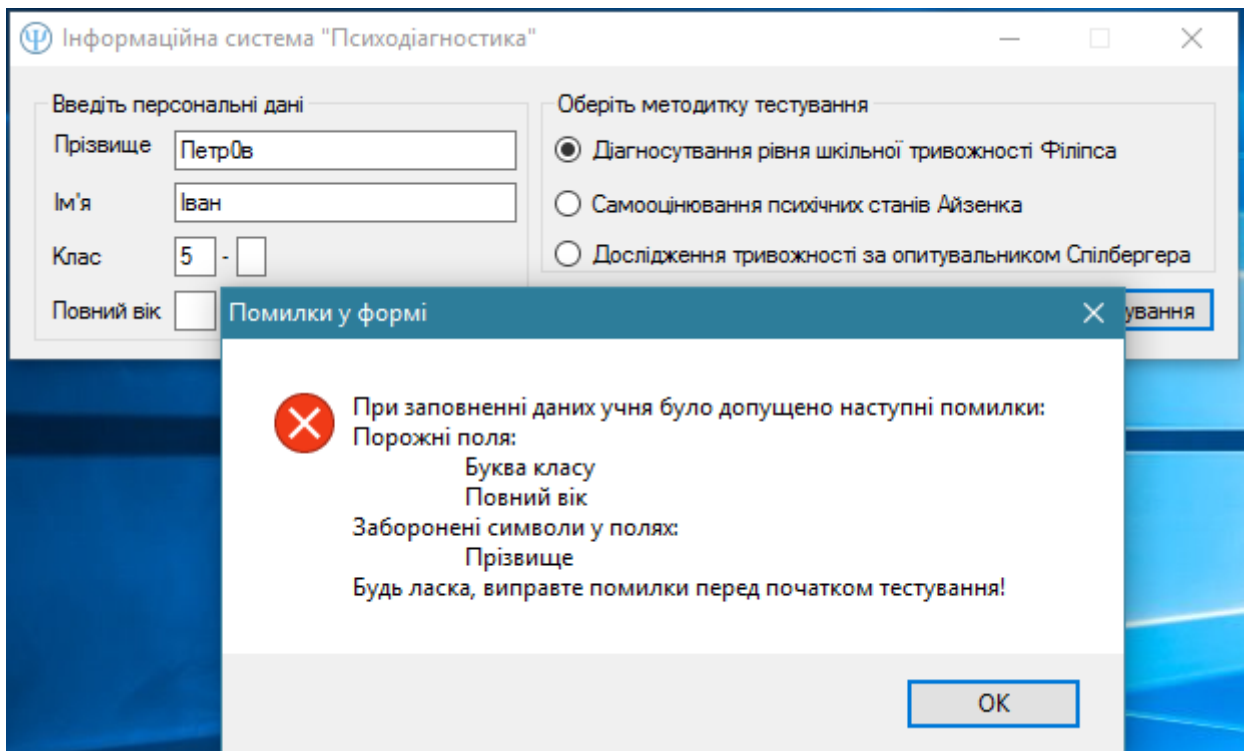 Інформаційна система "Психодіагностика"
Введіть персональні дані
Прізвище Петр0в
Ім'я Іван
Клас 5 -
Повний вік
Оберіть методитку тестування
Діагносутвання рівня шкільної тривожності Філіпса
Самооцінювання психічних станів Айзенка
Дослідження тривожності за опитувальником Спілбергера
Помилки у формі
При заповненні даних учня було допущено наступні помилки:
Порожні поля:
Буква класу
Повний вік
Заборонені символи у полях:
Прізвище
Будь ласка, виправте помилки перед початком тестування!
OK